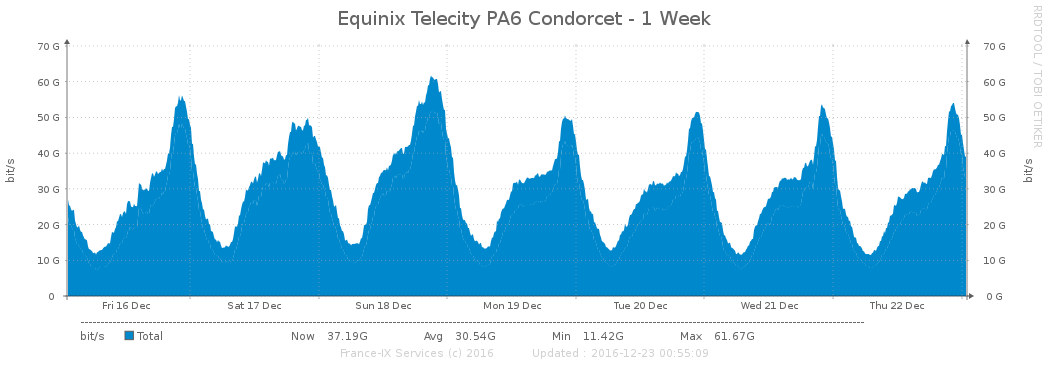 Equinix Telecity PA6 Condorcet - 1 Week
RRDTOOL / TOBI OETIKER
bit/s
70 G
60 G
50 G
40 G
30 G
20 G
10 G
0
70 G
60 G
50 G
40 G
30 G
20 G
10 G
0 G
bit/s
Fri 16 Dec Sat 17 Dec Sun 18 Dec Mon 19 Dec Tue 20 Dec Wed 21 Dec Thu 22 Dec
bit/s Total Now 37.19G Avg 30.54G Min 11.42G Max 61.67G
France-IX Services (c) 2016 Updated : 2016-12-23 00:55:09